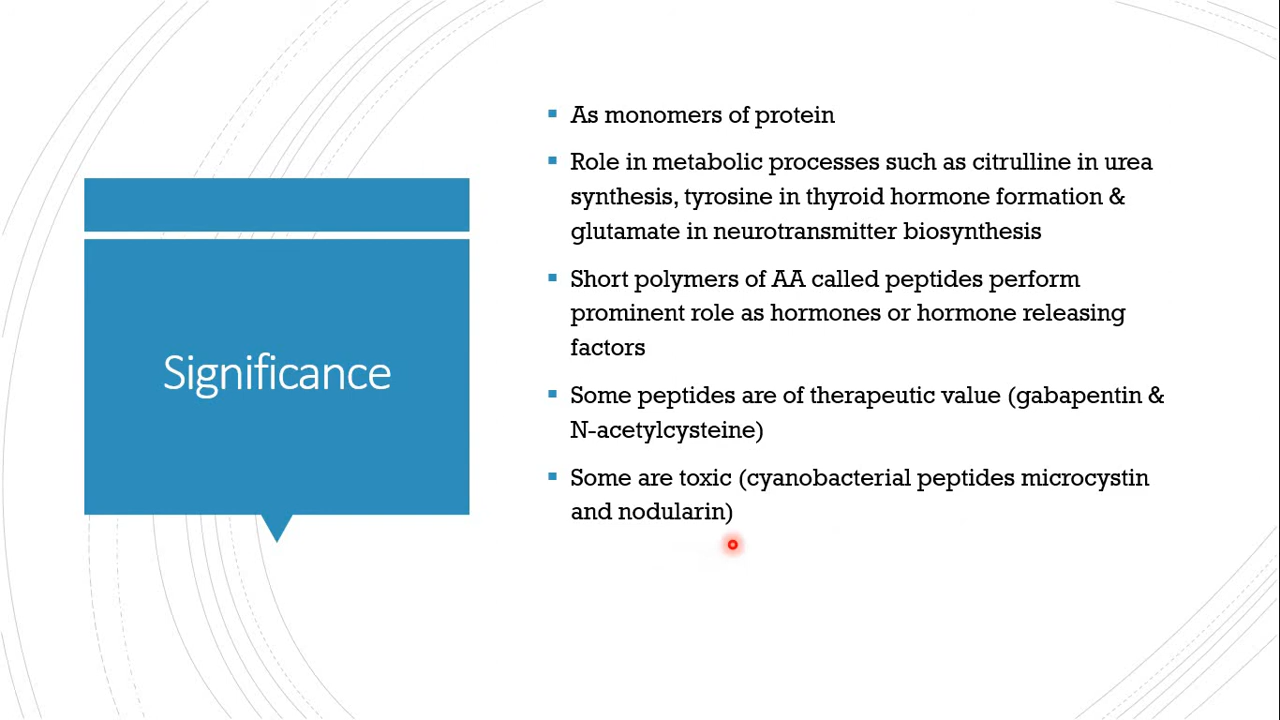 Significance
As monomers of protein
Role in metabolic processes such as citrulline in urea
synthesis, tyrosine in thyroid hormone formation &
glutamate in neurotransmitter biosynthesis
Short polymers of AA called peptides perform
prominent role as hormones or hormone releasing
factors
Some peptides are of therapeutic value (gabapentin &
N-acetylcysteine)
Some are toxic (cyanobacterial peptides microcystin
and nodularin)